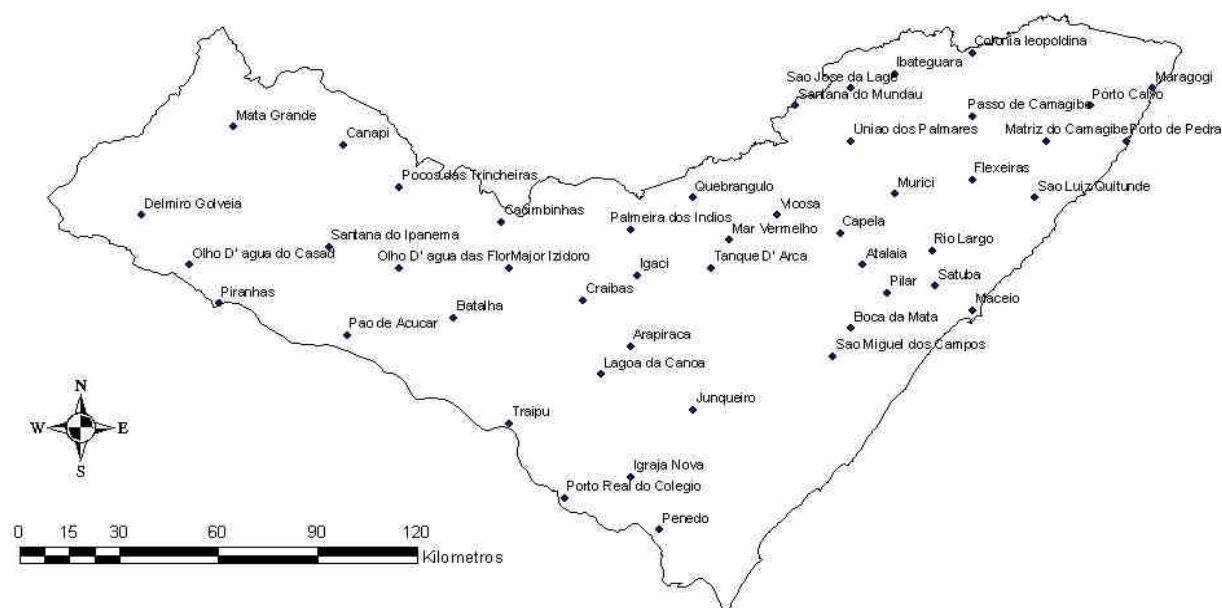 Colonia leopoldina
Ibateguara
Sao Jose da Lage
Maragogi
Santana do Mundau
Porto Calvo
Passo de Camagibe
Mata Grande
Canapi
Uniao dos Palmares
Matriz do Camagibe
Porto de Pedra
Pocos das Trincheiras
Quebrangulo
Murici
Flexeiras
Sao Luiz Quitunde
Delmiro Golveia
Cacimbinhas
Palmeira dos Indios
Vicosa
Mar Vermelho
Capela
Santana do Ipanema
Rio Largo
Olho D' agua do Casad
Olho D' agua das Flor
Major Izidoro
Igaci
Tanque D' Arca
Atalaia
Piranhas
Batalha
Craibas
Pilar
Satuba
Maceio
Pao de Acucar
Boca da Mata
Arapiraca
Sao Miguel dos Campos
Lagoa da Canoa
Junqueiro
Traipu
Igraja Nova
Porto Real do Colegio
Penedo
N
W E
S
0 15 30 60 90 120
Kilometros